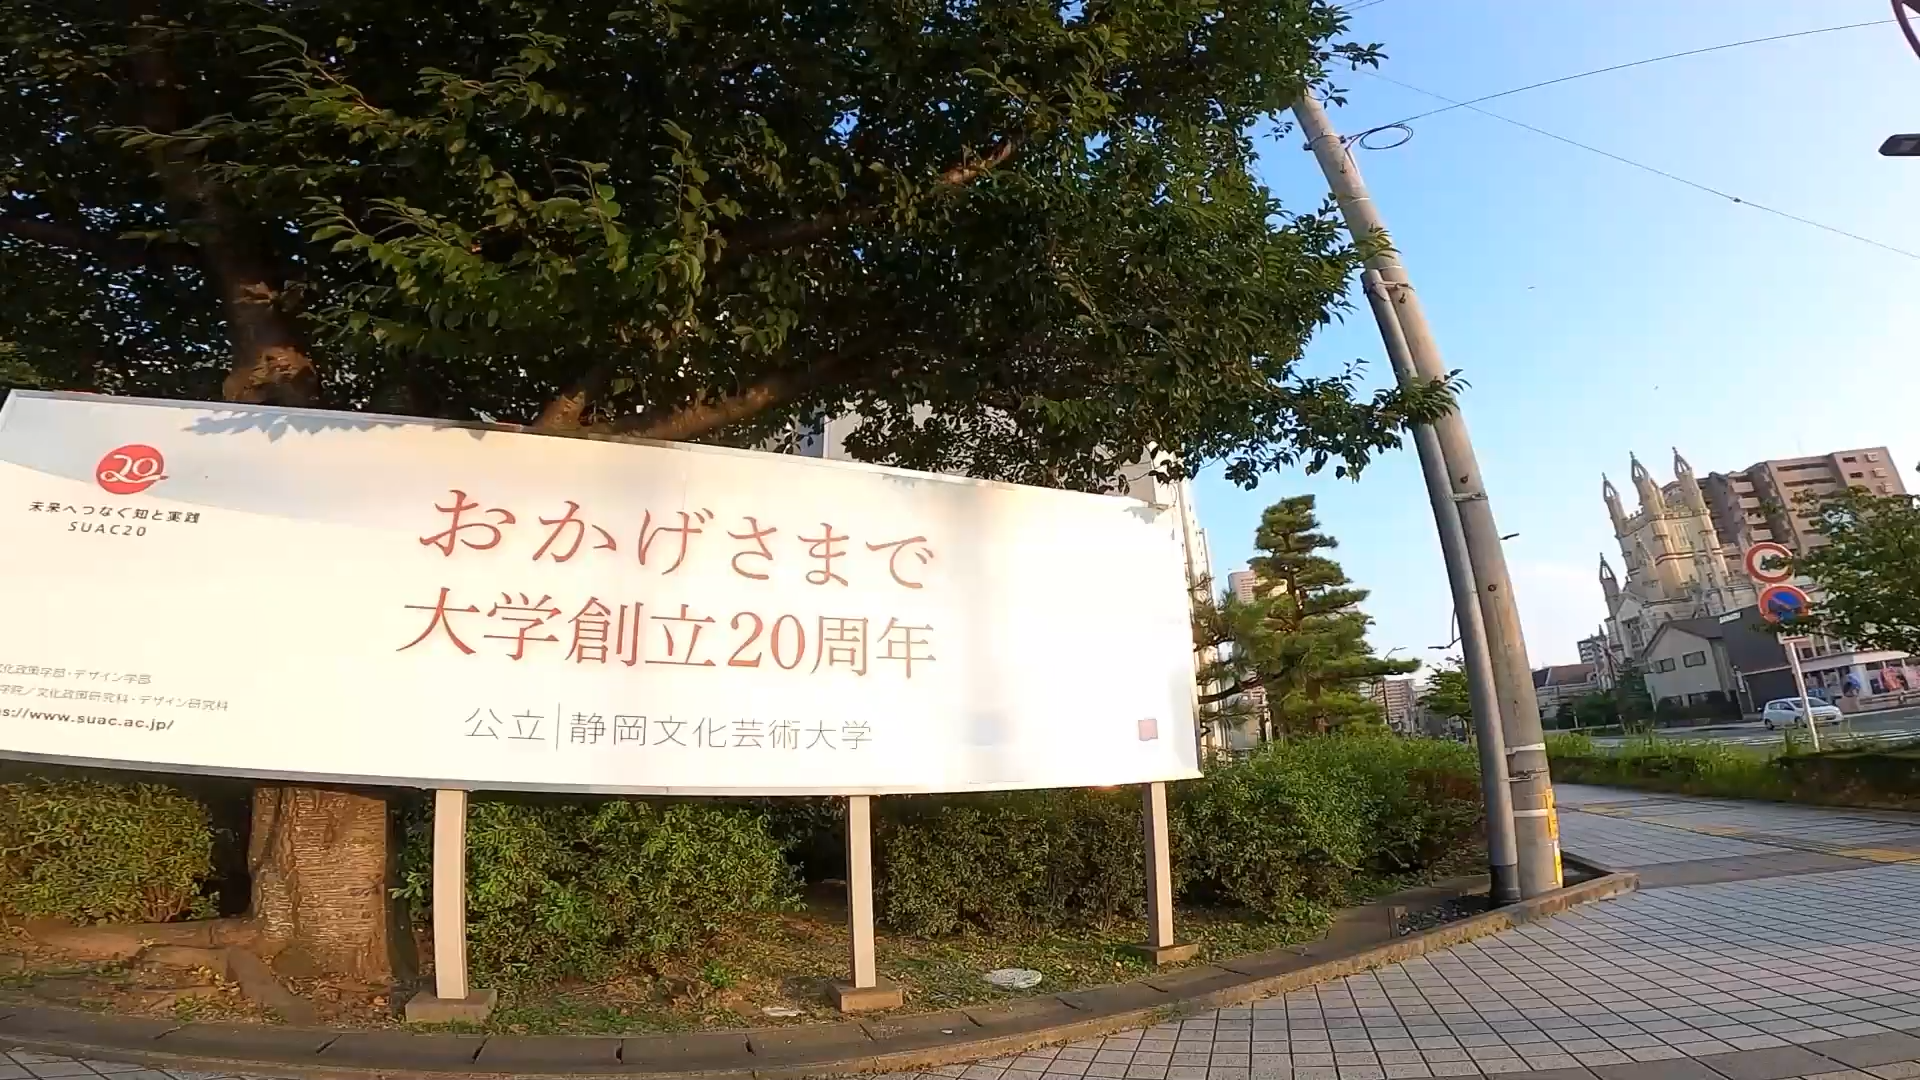 20
未来へつなぐ知と実践
SUAC20
おかげさまで
大学創立20周年
化政策学部・デザイン学部
学院／文化政策研究科・デザイン研究科
s://www.suac.ac.jp/
公立|静岡文化芸術大学